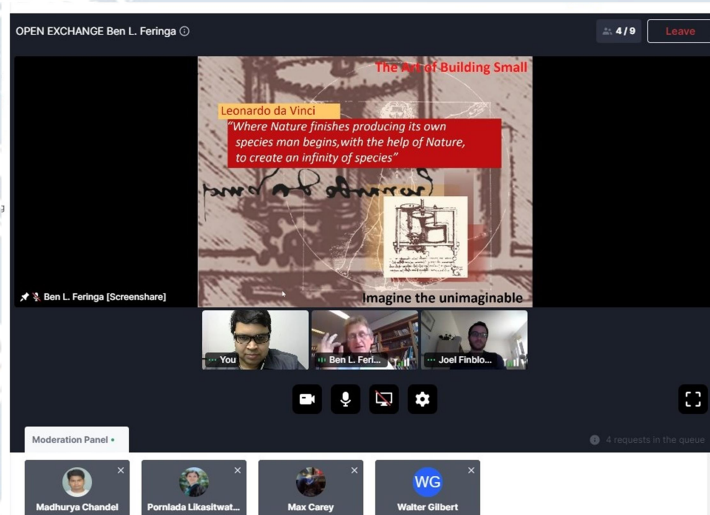 OPEN EXCHANGE Ben L. Feringa
4/9
Leave
The Art of Building Small
Leonardo da Vinci
“Where Nature finishes producing its own
species man begins,with the help of Nature,
to create an infinity of species”
Ben L. Feringa [Screenshare]
Imagine the unimaginable
You
Ben L. Feri...
Joel Finblo...
Moderation Panel
4 requests in the queue
WG
Madhurya Chandel
Pornlada Likasitwat...
Max Carey
Walter Gilbert